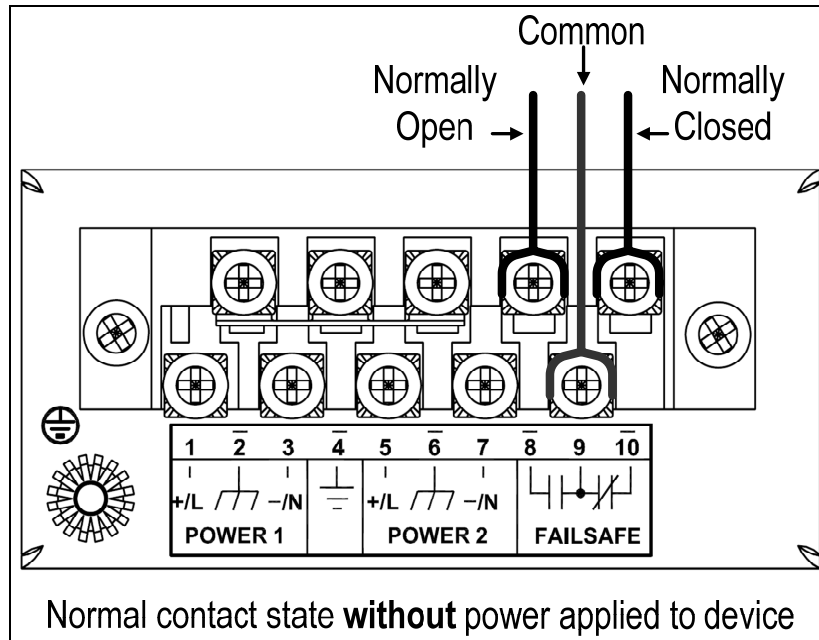 Common
Normally Normally
Open Closed
1 2 3 4 5 6 7 8 9 10
+/L −/N +/L −/N
POWER 1 POWER 2 FAILSAFE
Normal contact state without power applied to device